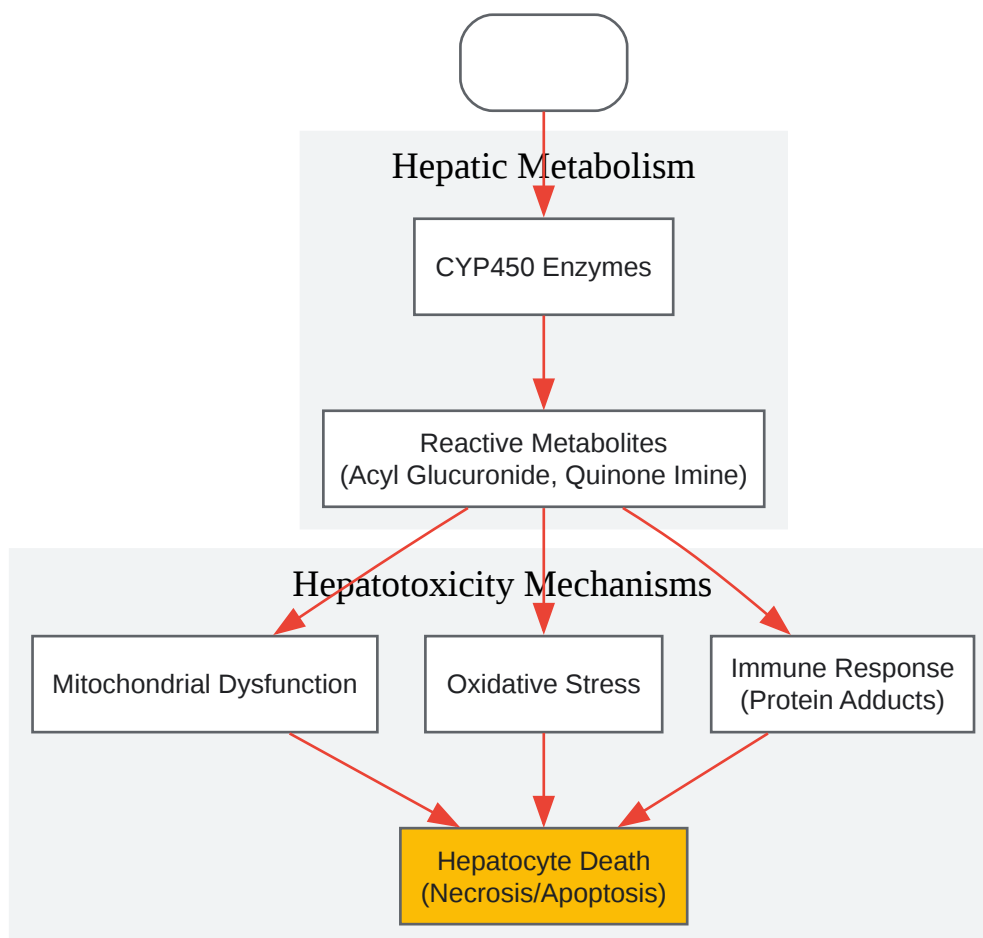 Hepatic Metabolism
CYP450 Enzymes
Reactive Metabolites
(Acyl Glucuronide, Quinone Imine)
Hepatotoxicity Mechanisms
Mitochondrial Dysfunction
Oxidative Stress
Immune Response
(Protein Adducts)
Hepatocyte Death
(Necrosis/Apoptosis)